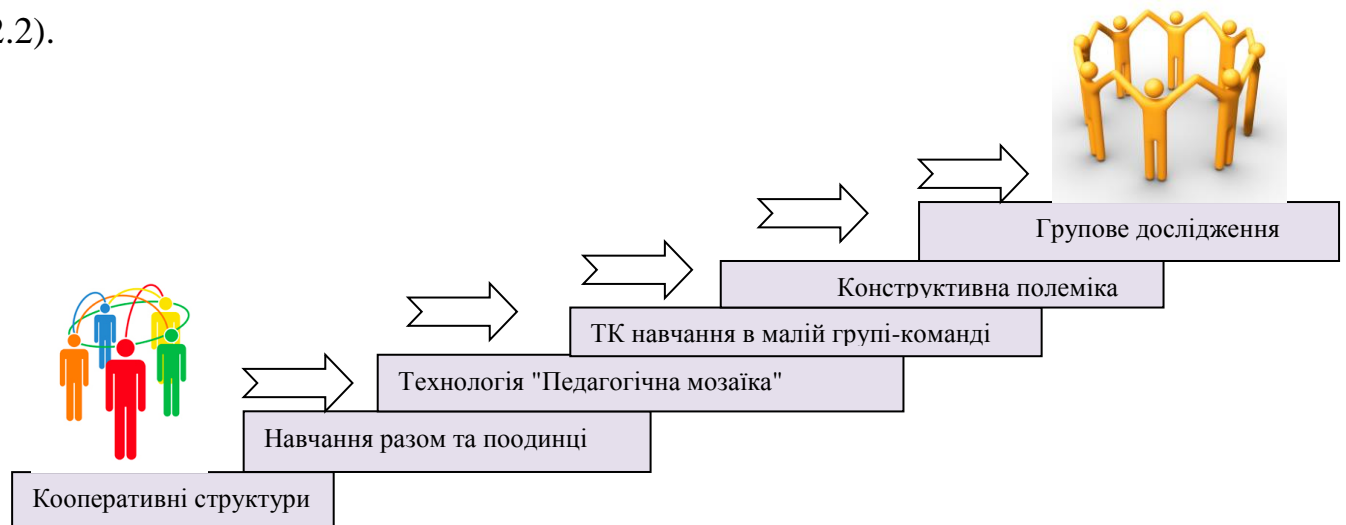 2.2).
Групове дослідження
Конструктивна полеміка
ТК навчання в малій групі-команді
Технологія "Педагогічна мозаїка"
Навчання разом та поодинці
Кооперативні структури